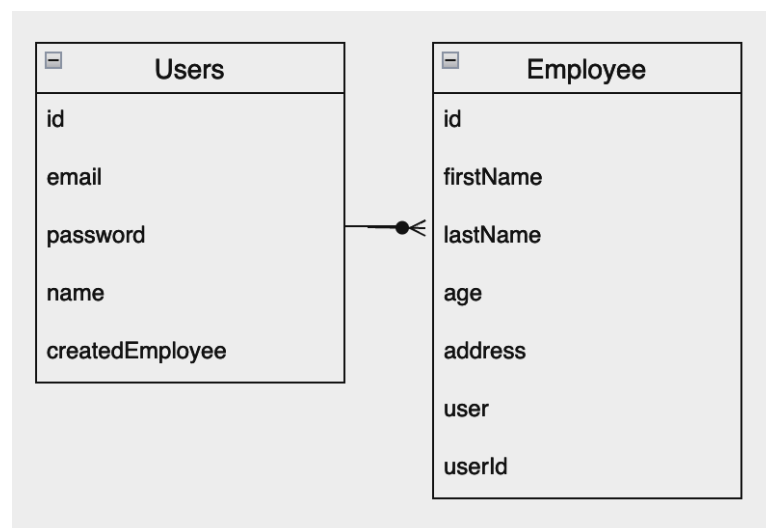 Users
id
email
password
name
createdEmployee
Employee
id
firstName
lastName
age
address
user
userId